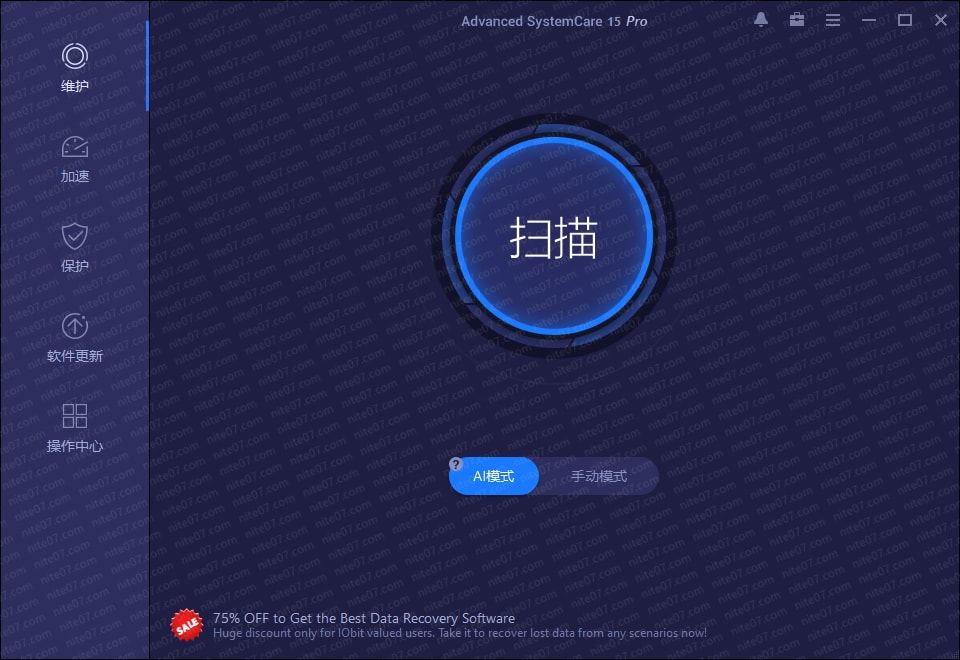 Advanced SystemCare 15 Pro
维护
加速
保护
软件更新
操作中心
扫描
?
AI模式
手动模式
SALE
75% OFF to Get the Best Data Recovery Software
Huge discount only for IObit valued users. Take it to recover lost data from any scenarios now!
nite07.com